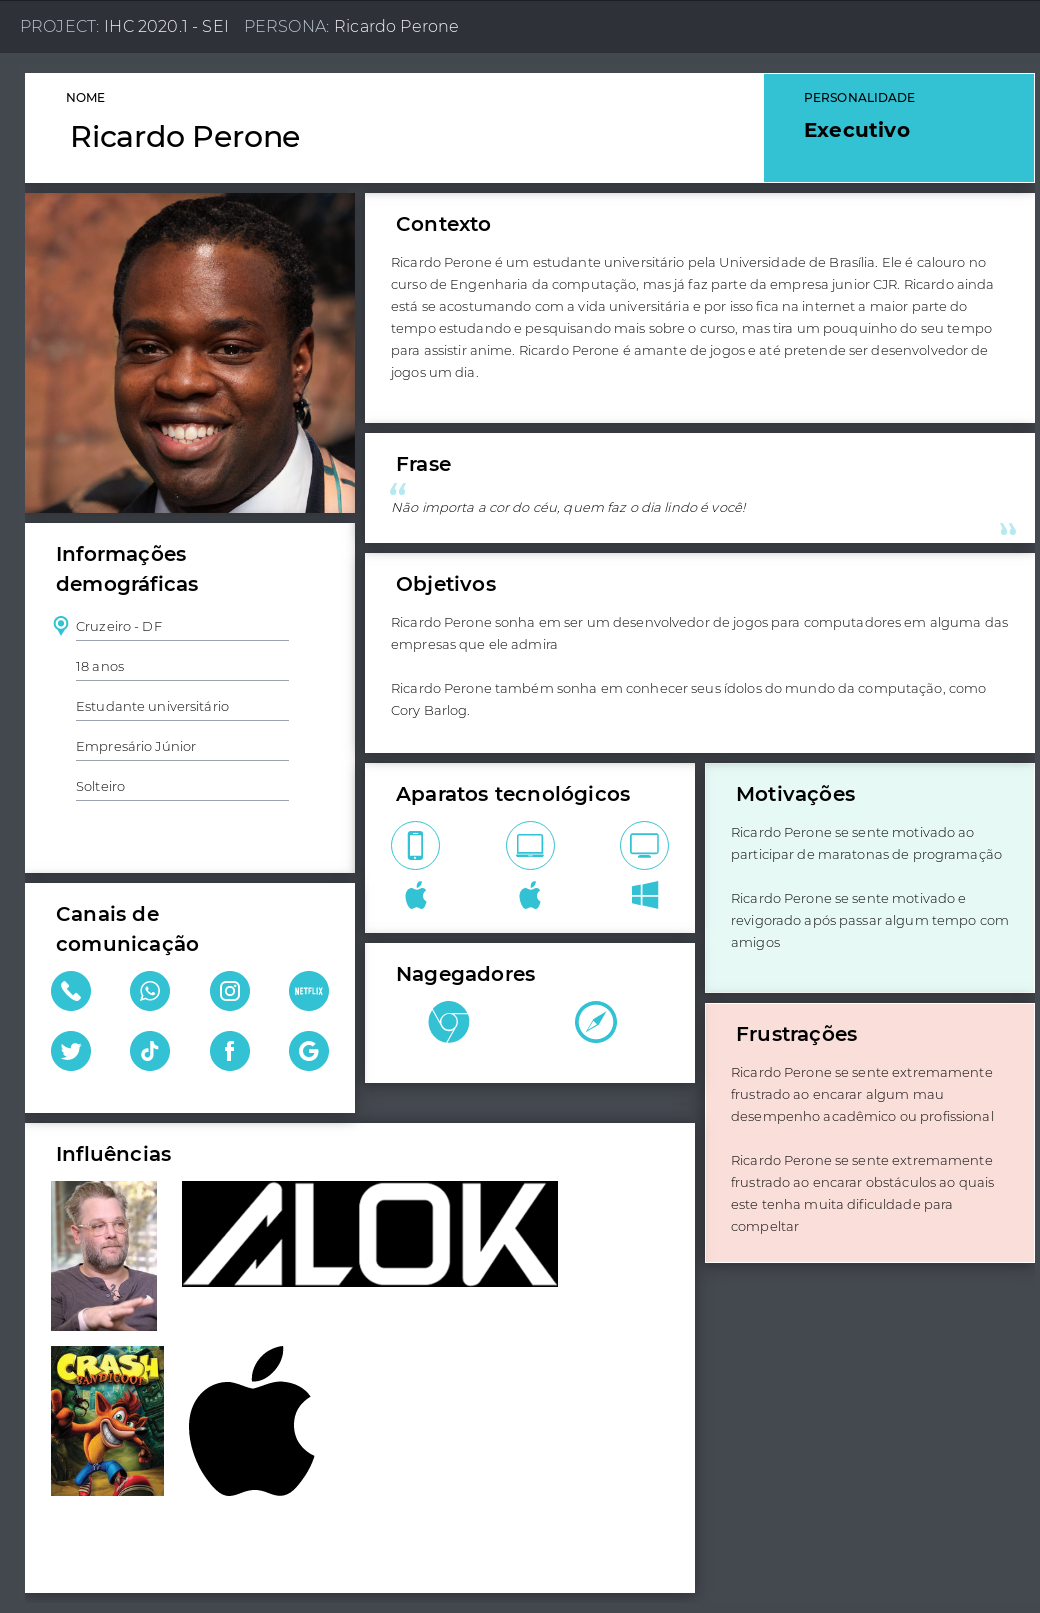 PROJECT: IHC 2020.1 - SEI PERSONA: Ricardo Perone
NOME
Ricardo Perone
PERSONALIDADE
Executivo
Contexto
Ricardo Perone é um estudante universitário pela Universidade de Brasília. Ele é calouro no
curso de Engenharia da computação, mas já faz parte da empresa junior CJR. Ricardo ainda
está se acostumando com a vida universitária e por isso fica na internet a maior parte do
tempo estudando e pesquisando mais sobre o curso, mas tira um pouquinho do seu tempo
para assistir anime. Ricardo Perone é amante de jogos e até pretende ser desenvolvedor de
jogos um dia.
Frase
“
Não importa a cor do céu, quem faz o dia lindo é você!
”
Informações
demográficas
Cruzeiro - DF
18 anos
Estudante universitário
Empresário Júnior
Solteiro
Objetivos
Ricardo Perone sonha em ser um desenvolvedor de jogos para computadores em alguma das
empresas que ele admira
Ricardo Perone também sonha em conhecer seus ídolos do mundo da computação, como
Cory Barlog.
Aparatos tecnológicos
Motivações
Ricardo Perone se sente motivado ao
participar de maratonas de programação
Ricardo Perone se sente motivado e
revigorado após passar algum tempo com
amigos
Canais de
comunicação
NETFLIX
Nagegadores
Frustrações
Ricardo Perone se sente extremamente
frustrado ao encarar algum mau
desempenho acadêmico ou profissional
Ricardo Perone se sente extremamente
frustrado ao encarar obstáculos ao quais
este tenha muita dificuldade para
compeltar
Influências
ALOK
CRASH
BANDICOOT